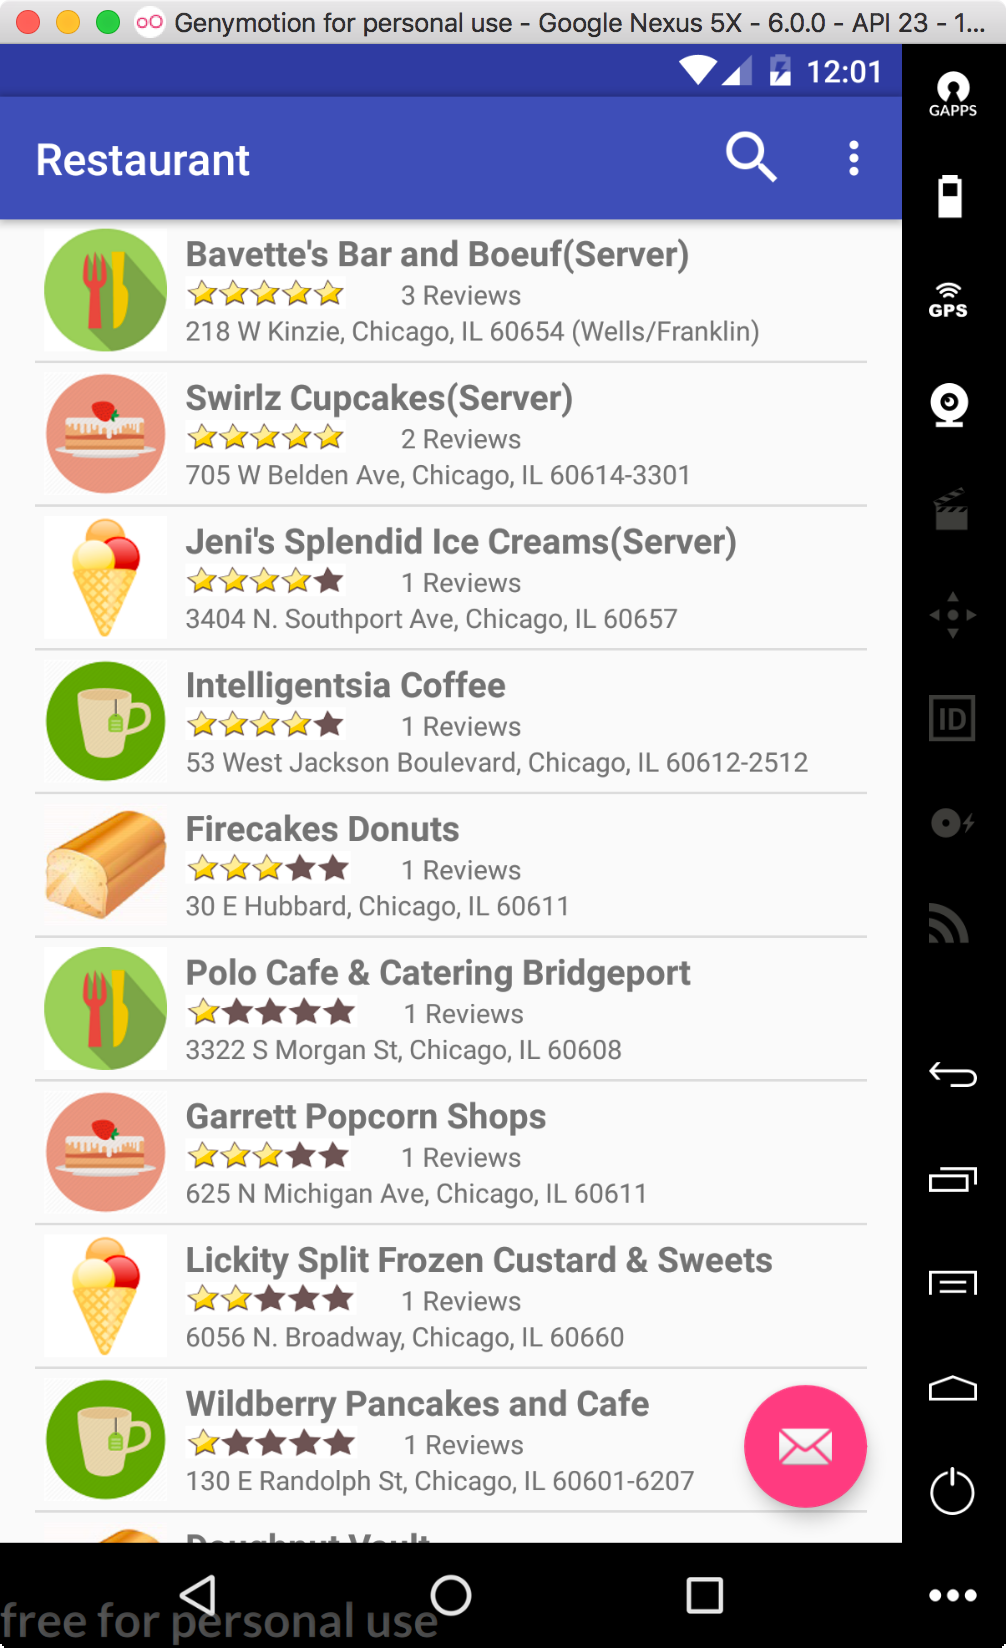 Genymotion for personal use - Google Nexus 5X - 6.0.0 - API 23 - 1...
12:01
GAPPS
Restaurant
GPS
Bavette's Bar and Boeuf(Server)
3 Reviews
218 W Kinzie, Chicago, IL 60654 (Wells/Franklin)
Swirlz Cupcakes(Server)
2 Reviews
705 W Belden Ave, Chicago, IL 60614-3301
Jeni's Splendid Ice Creams(Server)
1 Reviews
3404 N. Southport Ave, Chicago, IL 60657
Intelligentsia Coffee
1 Reviews
53 West Jackson Boulevard, Chicago, IL 60612-2512
ID
Firecakes Donuts
1 Reviews
30 E Hubbard, Chicago, IL 60611
Polo Cafe & Catering Bridgeport
1 Reviews
3322 S Morgan St, Chicago, IL 60608
Garrett Popcorn Shops
1 Reviews
625 N Michigan Ave, Chicago, IL 60611
Lickity Split Frozen Custard & Sweets
1 Reviews
6056 N. Broadway, Chicago, IL 60660
Wildberry Pancakes and Cafe
1 Reviews
130 E Randolph St, Chicago, IL 60601-6207
Doughnut Vault
free for personal use